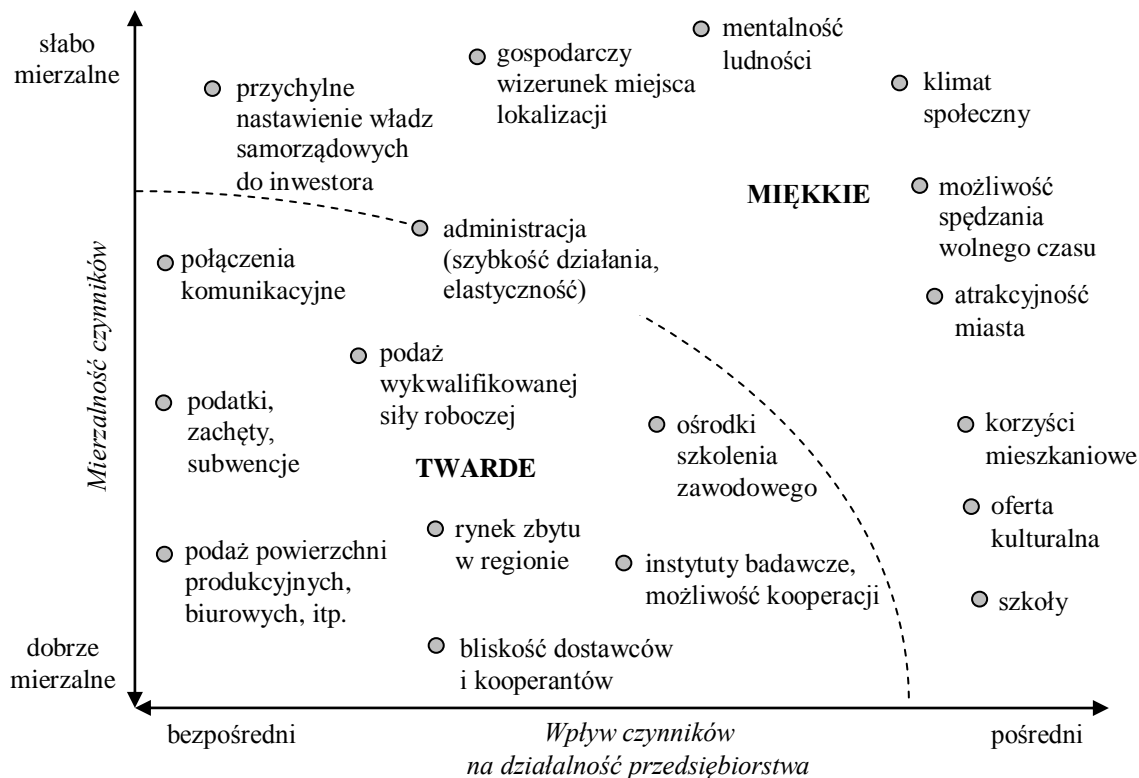 słabo
mierzalne
mentalność
ludności
gospodarczy
wizerunek miejsca
lokalizacji
klimat
społeczny
przychylne
nastawienie władz
samorządowych
do inwestora
MIĘKKIE
możliwość
spędzania
wolnego czasu
administracja
(szybkość działania,
elastyczność)
połączenia
komunikacyjne
atrakcyjność
miasta
Mierzalność czynników
podaż
wykwalifikowanej
siły roboczej
podatki,
zachęty,
subwencje
ośrodki
szkolenia
zawodowego
korzyści
mieszkaniowe
TWARDE
oferta
kulturalna
rynek zbytu
w regionie
podaż powierzchni
produkcyjnych,
biurowych, itp.
instytuty badawcze,
możliwość kooperacji
szkoły
bliskość dostawców
i kooperantów
dobrze
mierzalne
bezpośredni
Wpływ czynników
na działalność przedsiębiorstwa
pośredni